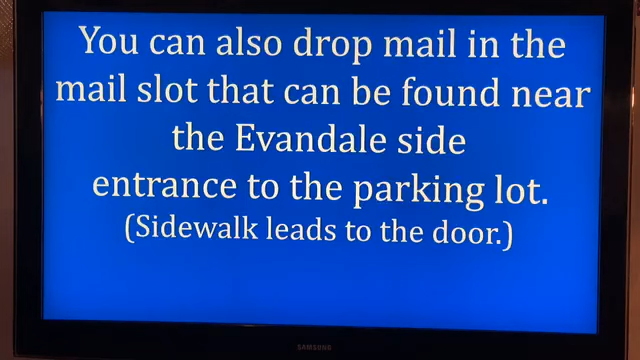 You can also drop mail in the
mail slot that can be found near
the Evandale side
entrance to the parking lot.
(Sidewalk leads to the door.)
SAMSUNG